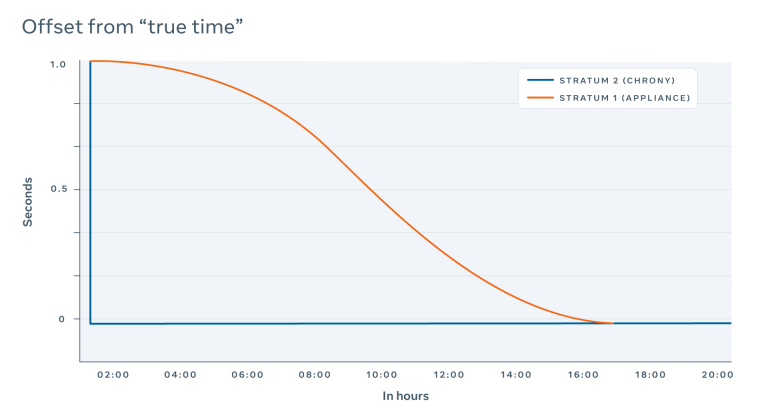 Offset from “true time”
1.0
STRATUM 2 (CHRONY)
STRATUM 1 (APPLIANCE)
Seconds
0.5
0
02:00 04:00 06:00 08:00 10:00 12:00 14:00 16:00 18:00 20:00
In hours